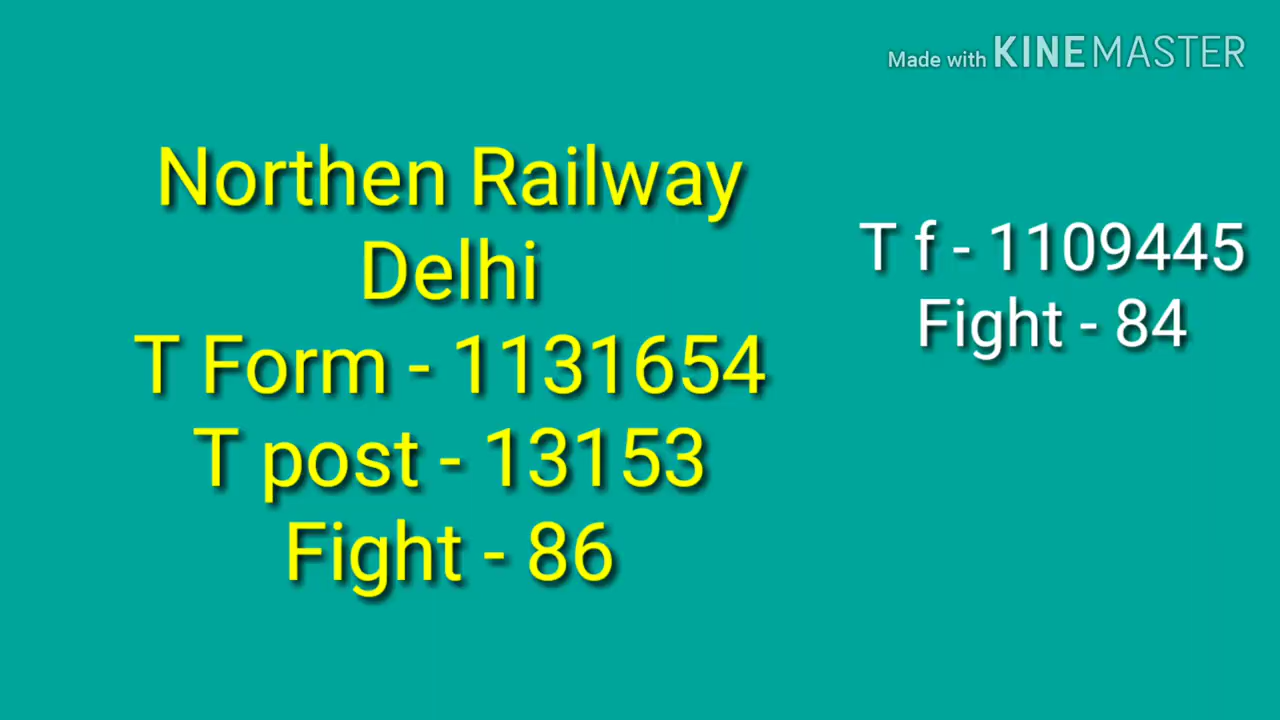 Made with KINEMASTER
Northen Railway
Delhi
T Form - 1131654
T post - 13153
Fight - 86
T f - 1109445
Fight - 84